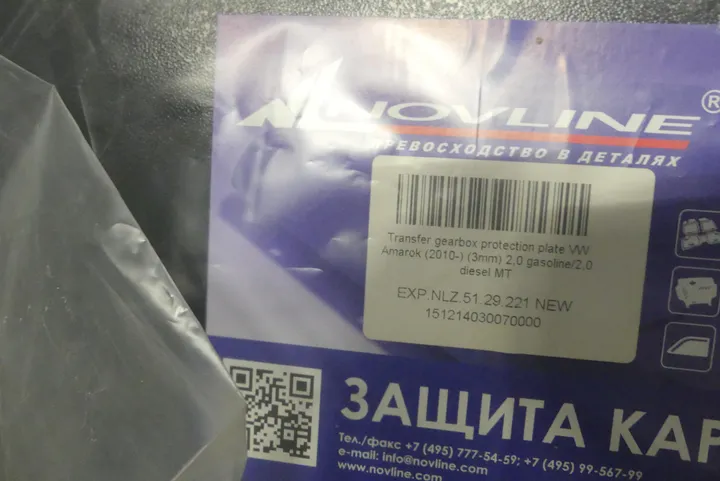 NOVLINE®
ПРЕВОСХОДСТВО В ДЕТАЛЯХ
Transfer gearbox protection plate VW
Amarok (2010-) (3mm) 2,0 gasoline/2,0
diesel MT
EXP.NLZ.51.29.221 NEW
151214030070000
ЗАЩИТА КАР
Тел./факс +7 (495) 777-54-59; +7 (495) 99-567-99
e-mail: info@novline.com
www.novline.com